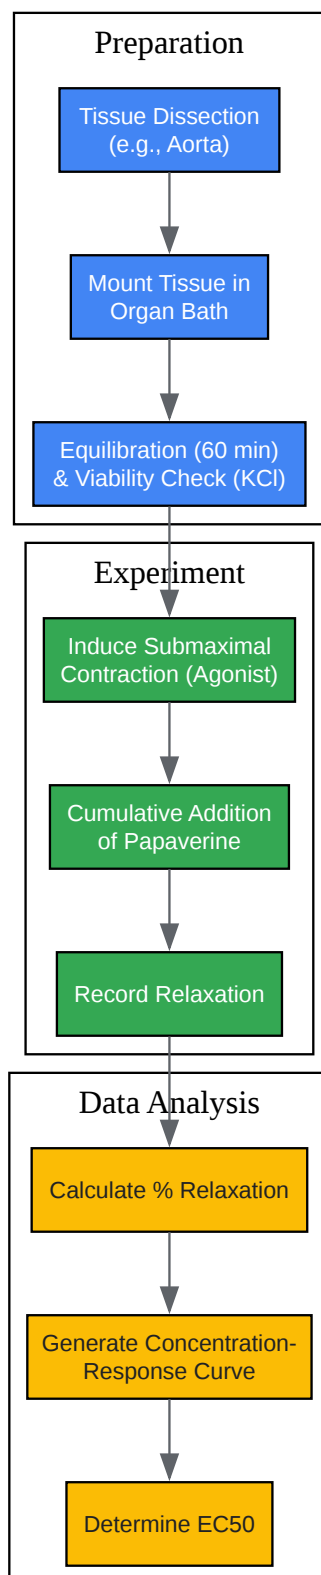 Preparation
Tissue Dissection
(e.g., Aorta)
Mount Tissue in
Organ Bath
Equilibration (60 min)
& Viability Check (KCl)
Experiment
Induce Submaximal
Contraction (Agonist)
Cumulative Addition
of Papaverine
Record Relaxation
Data Analysis
Calculate % Relaxation
Generate Concentration-
Response Curve
Determine EC50